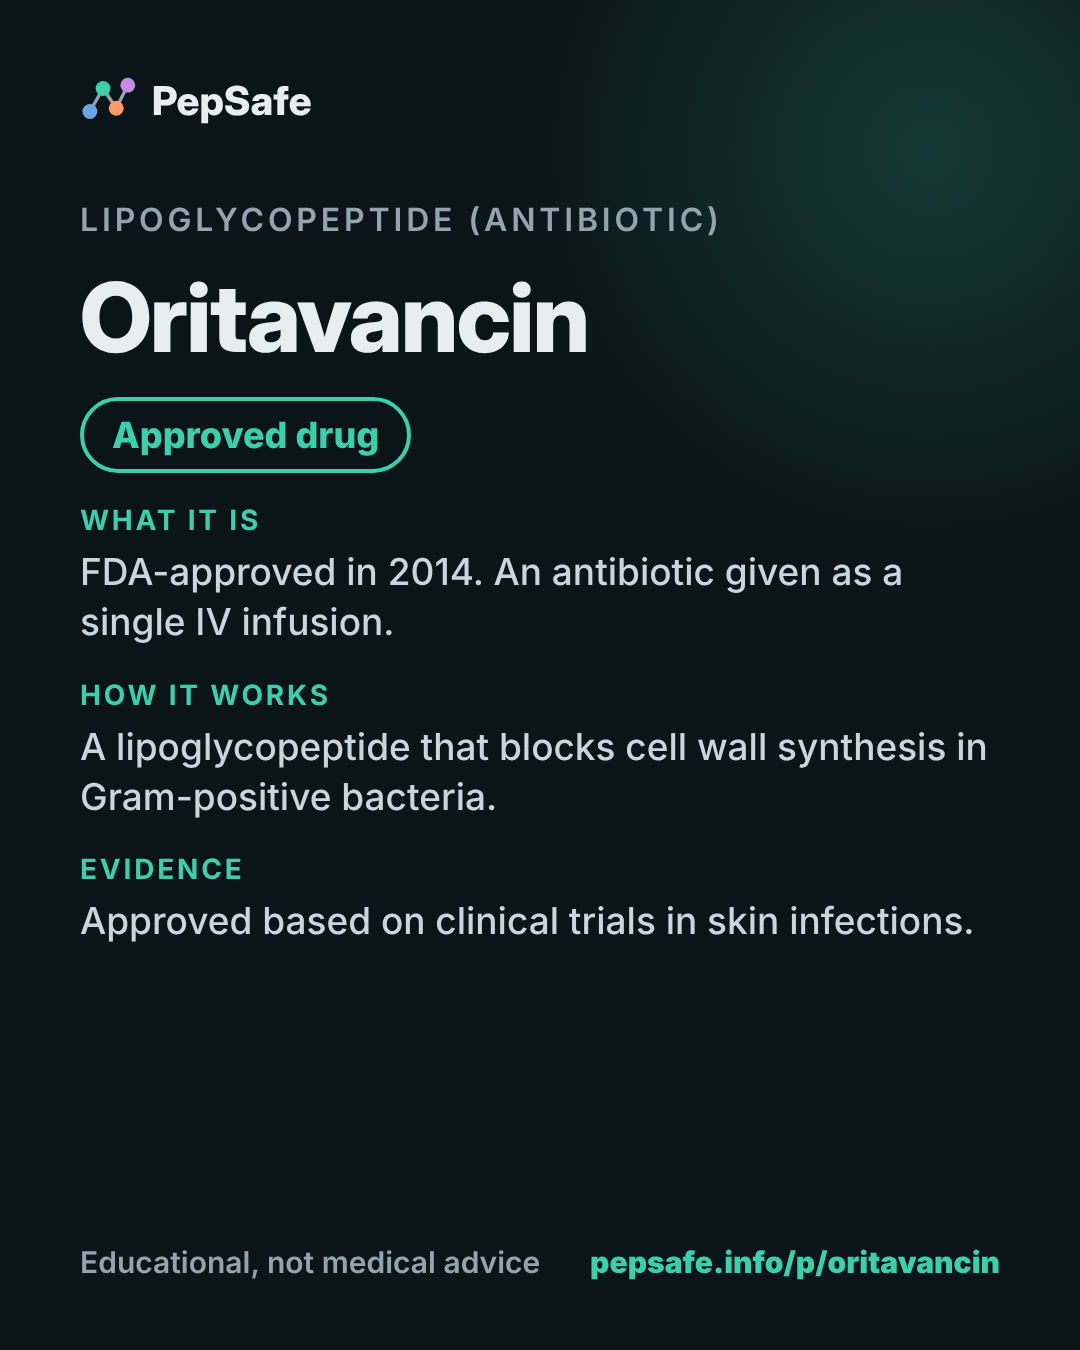 PepSafe
LIPOGLYCOPEPTIDE (ANTIBIOTIC)
Oritavancin
Approved drug
WHAT IT IS
FDA-approved in 2014. An antibiotic given as a
single IV infusion.
HOW IT WORKS
A lipoglycopeptide that blocks cell wall synthesis in
Gram-positive bacteria.
EVIDENCE
Approved based on clinical trials in skin infections.
Educational, not medical advice pepsafe.info/p/oritavancin